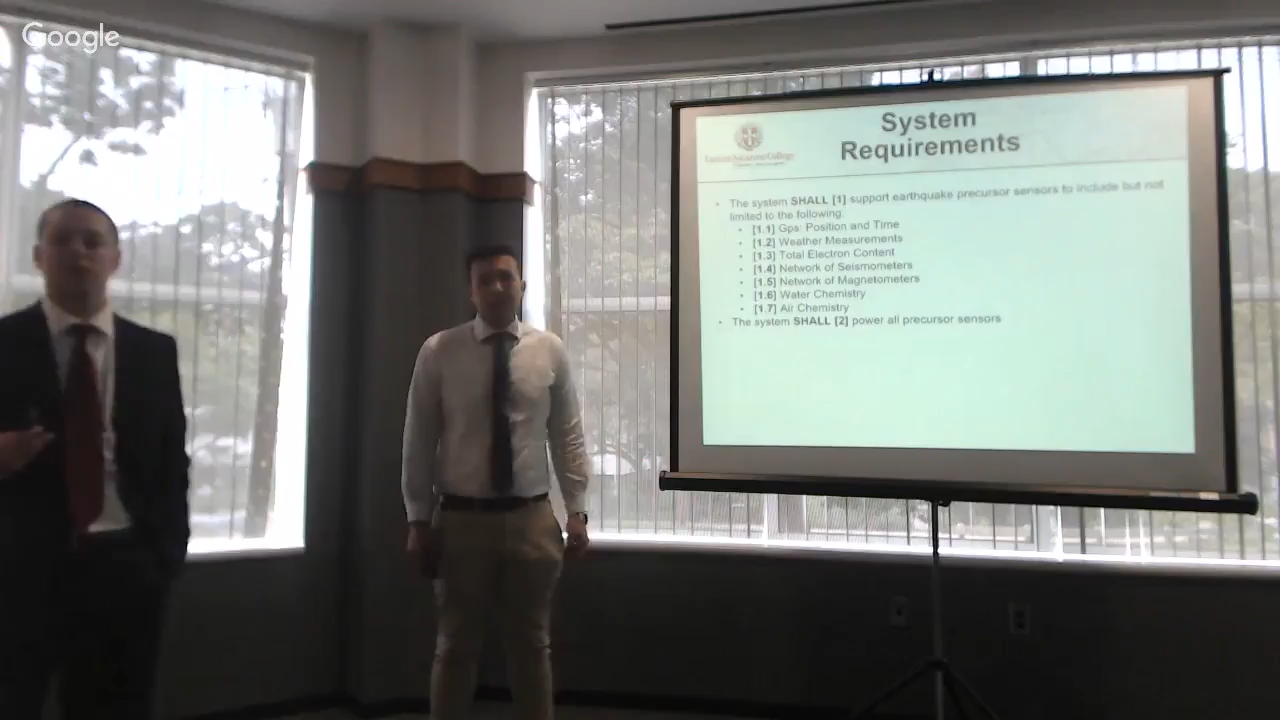 Google
System
Requirements
Eastern Nazarene College
• The system SHALL [1] support earthquake precursor sensors to include but not
limited to the following:
• [1.1] Gps: Position and Time
• [1.2] Weather Measurements
• [1.3] Total Electron Content
• [1.4] Network of Seismometers
• [1.5] Network of Magnetometers
• [1.6] Water Chemistry
• [1.7] Air Chemistry
• The system SHALL [2] power all precursor sensors